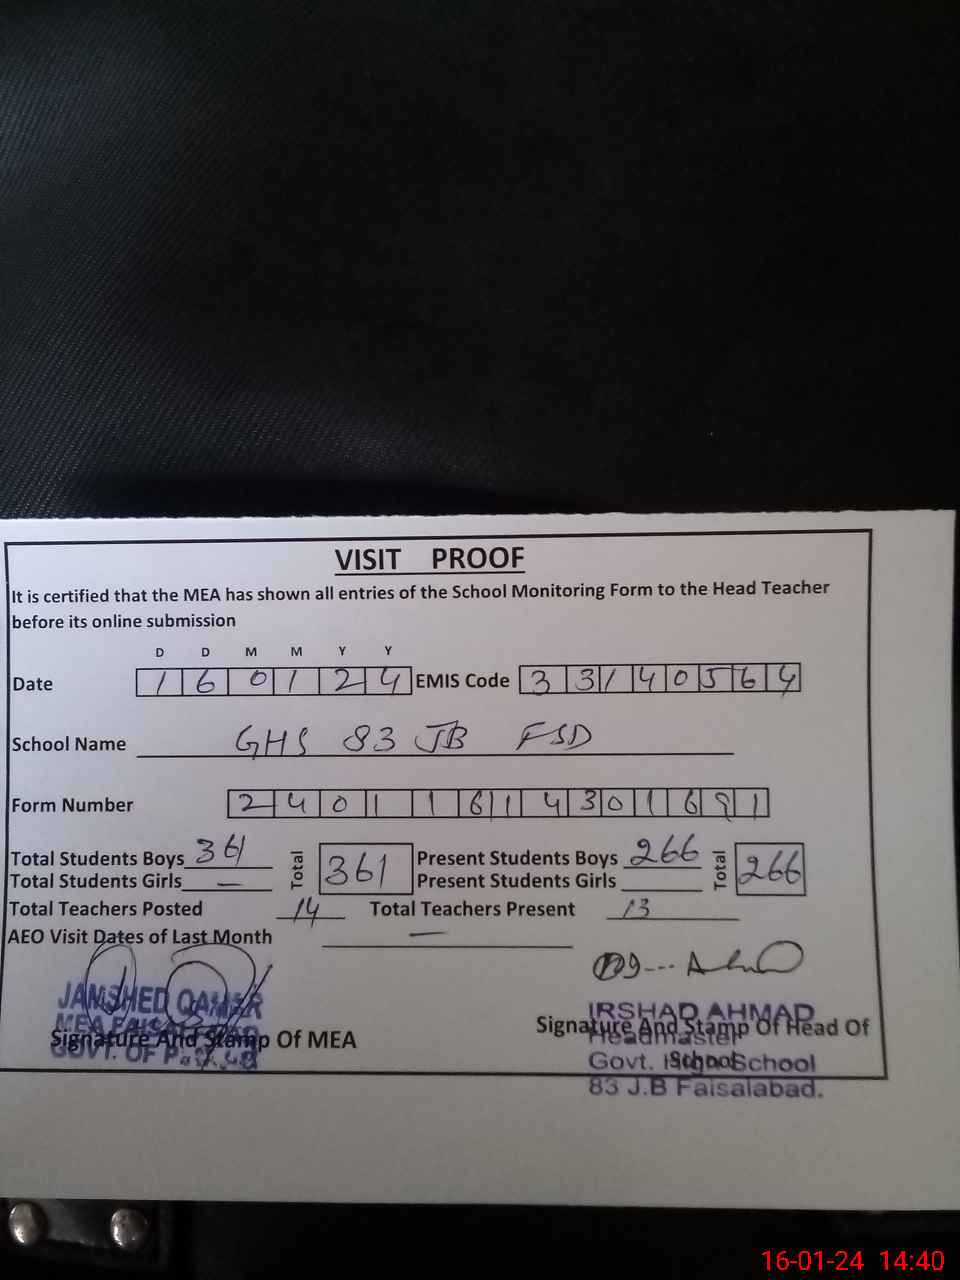 VISIT PROOF
It is certified that the MEA has shown all entries of the School Monitoring Form to the Head Teacher
before its online submission
D D M M Y Y
Date 1 6 0 1 2 4 EMIS Code 3 3 1 4 0 5 6 4
School Name GHS 83 JB FSD
Form Number 2 4 0 1 1 6 1 4 3 0 1 6 9 1
Total Students Boys 361 Total 361 Present Students Boys 266 Total 266
Total Students Girls — Present Students Girls
Total Teachers Posted 14 Total Teachers Present 13
AEO Visit Dates of Last Month —
JAMSHED QAMAR
MEA FAISALABAD
GOVT. OF
Signature And Stamp Of MEA
IRSHAD AHMAD
Signature And Stamp Of Head Of
School
Headmaster
Govt. High School
83 J.B Faisalabad.
16-01-24 14:40